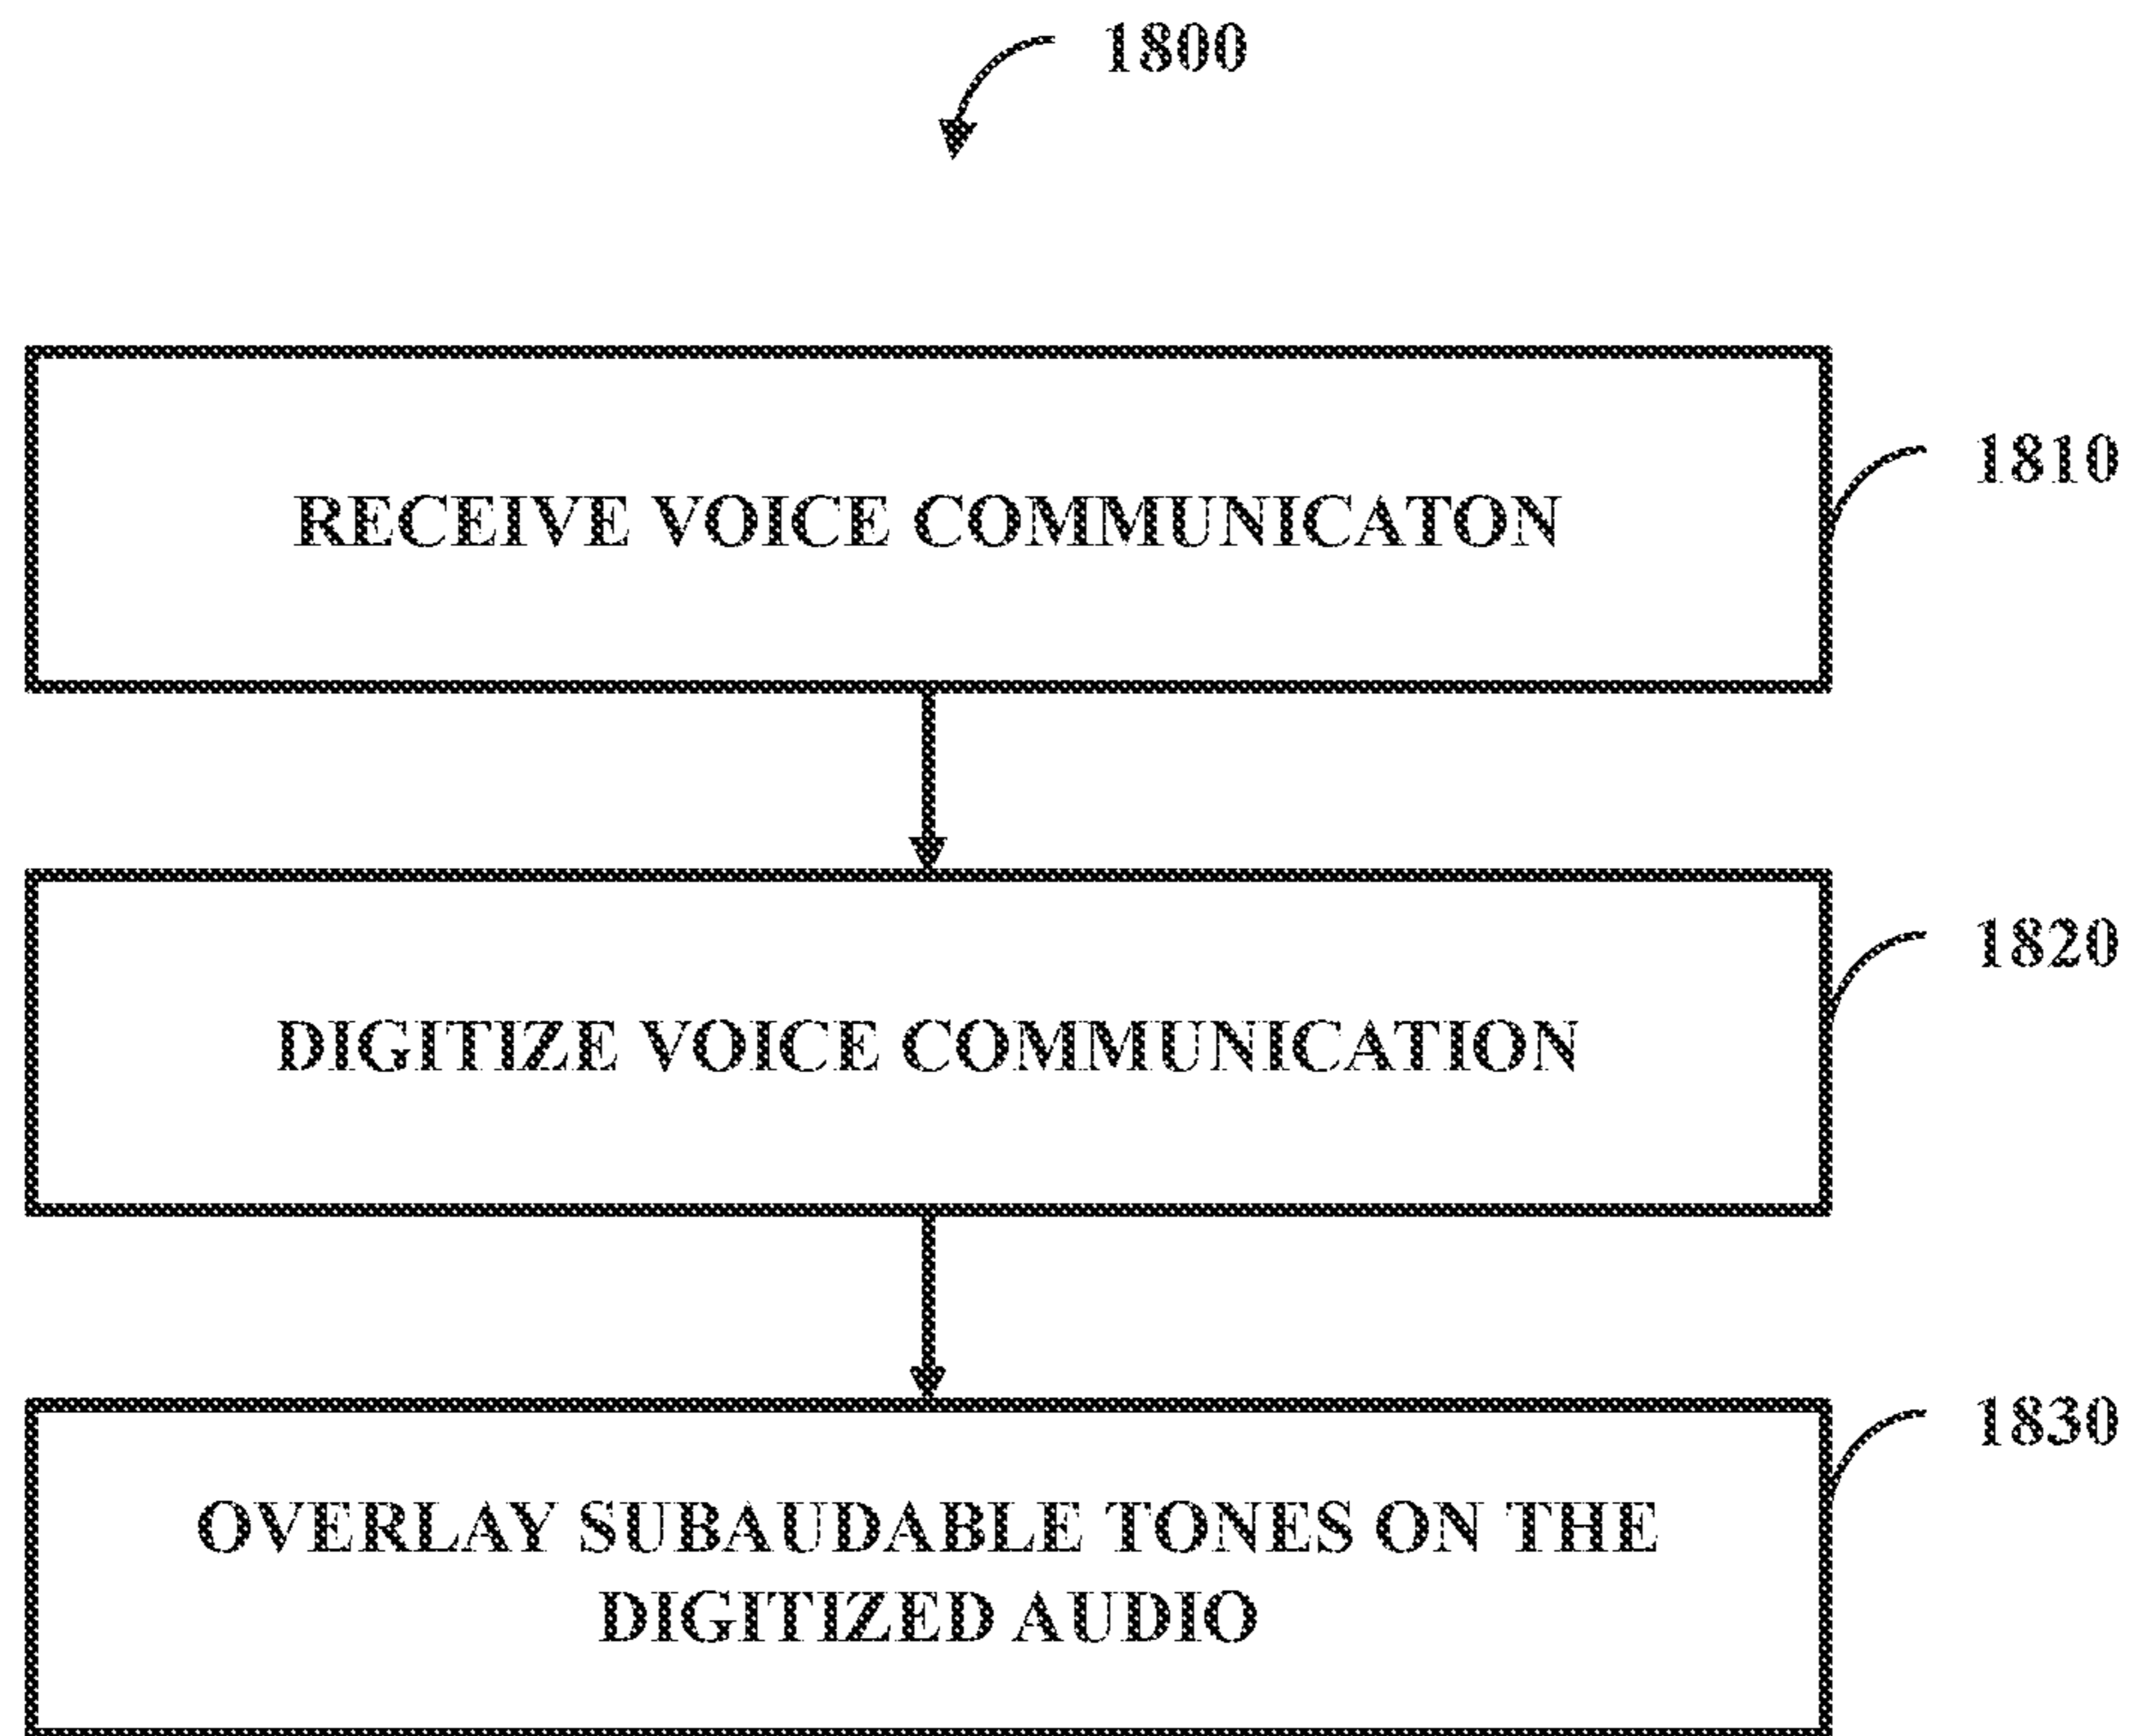 1800
RECEIVE VOICE COMMUNICATON
1810
DIGITIZE VOICE COMMUNICATION
1820
1830
OVERLAY SUBAUDABLE TONES ON THE
DIGITIZED AUDIO